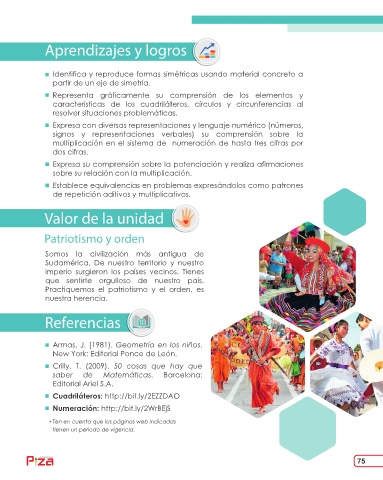 Aprendizajes y logros
Identifica y reproduce formas simétricas usando material concreto a
partir de un eje de simetría.
Representa gráficamente su comprensión de los elementos y
características de los cuadriláteros, círculos y circunferencias al
resolver situaciones problemáticas.
Expresa con diversas representaciones y lenguaje numérico (números,
signos y representaciones verbales) su comprensión sobre la
multiplicación en el sistema de numeración de hasta tres cifras por
dos cifras.
Expresa su comprensión sobre la potenciación y realiza afirmaciones
sobre su relación con la multiplicación.
Establece equivalencias en problemas expresándolos como patrones
de repetición aditivos y multiplicativos.
Valor de la unidad
Patriotismo y orden
Somos la civilización más antigua de
Sudamérica. De nuestro territorio y nuestro
imperio surgieron los países vecinos. Tienes
que sentirte orgulloso de nuestro país.
Practiquemos el patriotismo y el orden, es
nuestra herencia.
Referencias
Armas, J. (1981). Geometría en los niños.
New York: Editorial Ponce de León.
Crilly, T. (2009). 50 cosas que hay que
saber de Matemáticas. Barcelona:
Editorial Ariel S.A.
Cuadriláteros: http://bit.ly/2EZZDAO
Numeración: http://bit.ly/2WrBEjS
• Ten en cuenta que las páginas web indicadas
tienen un periodo de vigencia.
75